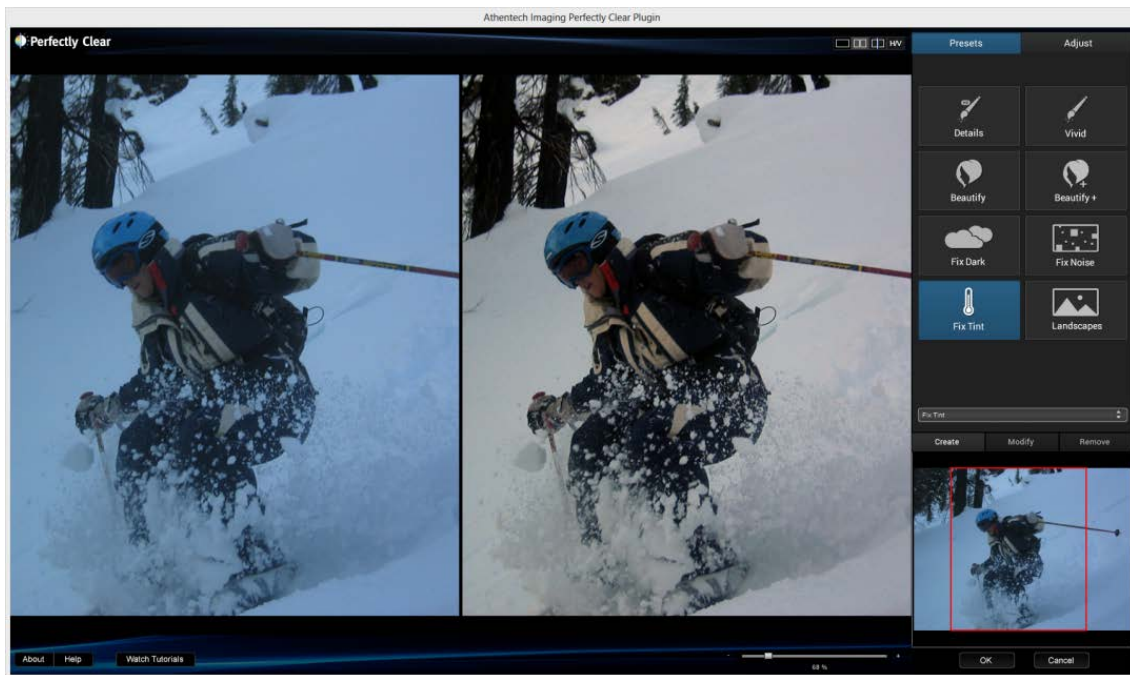 Athentech Imaging Perfectly Clear Plugin
Perfectly Clear
H/V
Presets Adjust
Details Vivid
Beautify Beautify +
Fix Dark Fix Noise
Fix Tint Landscapes
Fix Tint
Create Modify Remove
About Help Watch Tutorials
- +
68 %
OK Cancel